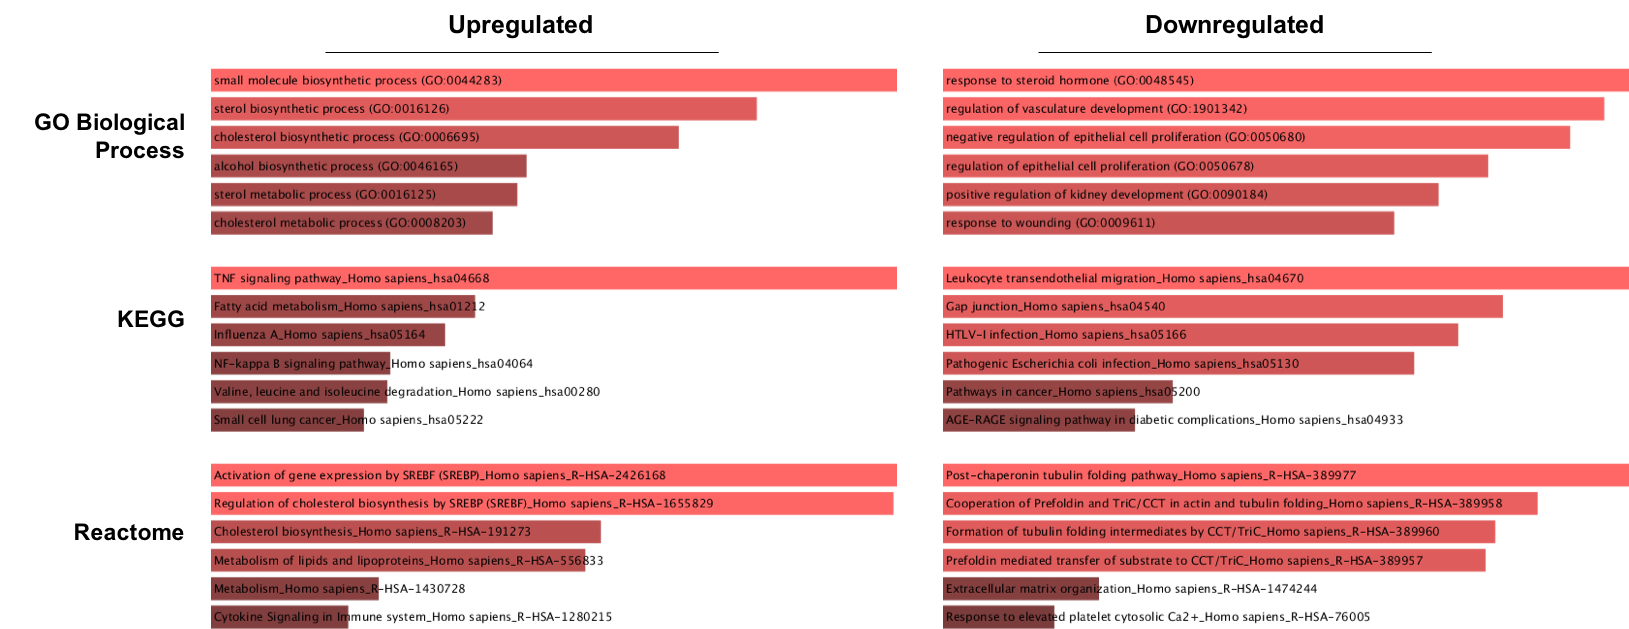 Upregulated
Downregulated
GO Biological
Process
small molecule biosynthetic process (GO:0044283)
sterol biosynthetic process (GO:0016126)
cholesterol biosynthetic process (GO:0006695)
alcohol biosynthetic process (GO:0046165)
sterol metabolic process (GO:0016125)
cholesterol metabolic process (GO:0008203)
response to steroid hormone (GO:0048545)
regulation of vasculature development (GO:1901342)
negative regulation of epithelial cell proliferation (GO:0050680)
regulation of epithelial cell proliferation (GO:0050678)
positive regulation of kidney development (GO:0090184)
response to wounding (GO:0009611)
KEGG
TNF signaling pathway_Homo sapiens_hsa04668
Fatty acid metabolism_Homo sapiens_hsa01212
Influenza A_Homo sapiens_hsa05164
NF-kappa B signaling pathway_Homo sapiens_hsa04064
Valine, leucine and isoleucine degradation_Homo sapiens_hsa00280
Small cell lung cancer_Homo sapiens_hsa05222
Leukocyte transendothelial migration_Homo sapiens_hsa04670
Gap junction_Homo sapiens_hsa04540
HTLV-I infection_Homo sapiens_hsa05166
Pathogenic Escherichia coli infection_Homo sapiens_hsa05130
Pathways in cancer_Homo sapiens_hsa05200
AGE-RAGE signaling pathway in diabetic complications_Homo sapiens_hsa04933
Reactome
Activation of gene expression by SREBF (SREBP)_Homo sapiens_R-HSA-2426168
Regulation of cholesterol biosynthesis by SREBP (SREBF)_Homo sapiens_R-HSA-1655829
Cholesterol biosynthesis_Homo sapiens_R-HSA-191273
Metabolism of lipids and lipoproteins_Homo sapiens_R-HSA-556833
Metabolism_Homo sapiens_R-HSA-1430728
Cytokine Signaling in Immune system_Homo sapiens_R-HSA-1280215
Post-chaperonin tubulin folding pathway_Homo sapiens_R-HSA-389977
Cooperation of Prefoldin and TriC/CCT in actin and tubulin folding_Homo sapiens_R-HSA-389958
Formation of tubulin folding intermediates by CCT/TriC_Homo sapiens_R-HSA-389960
Prefoldin mediated transfer of substrate to CCT/TriC_Homo sapiens_R-HSA-389957
Extracellular matrix organization_Homo sapiens_R-HSA-1474244
Response to elevated platelet cytosolic Ca2+_Homo sapiens_R-HSA-76005